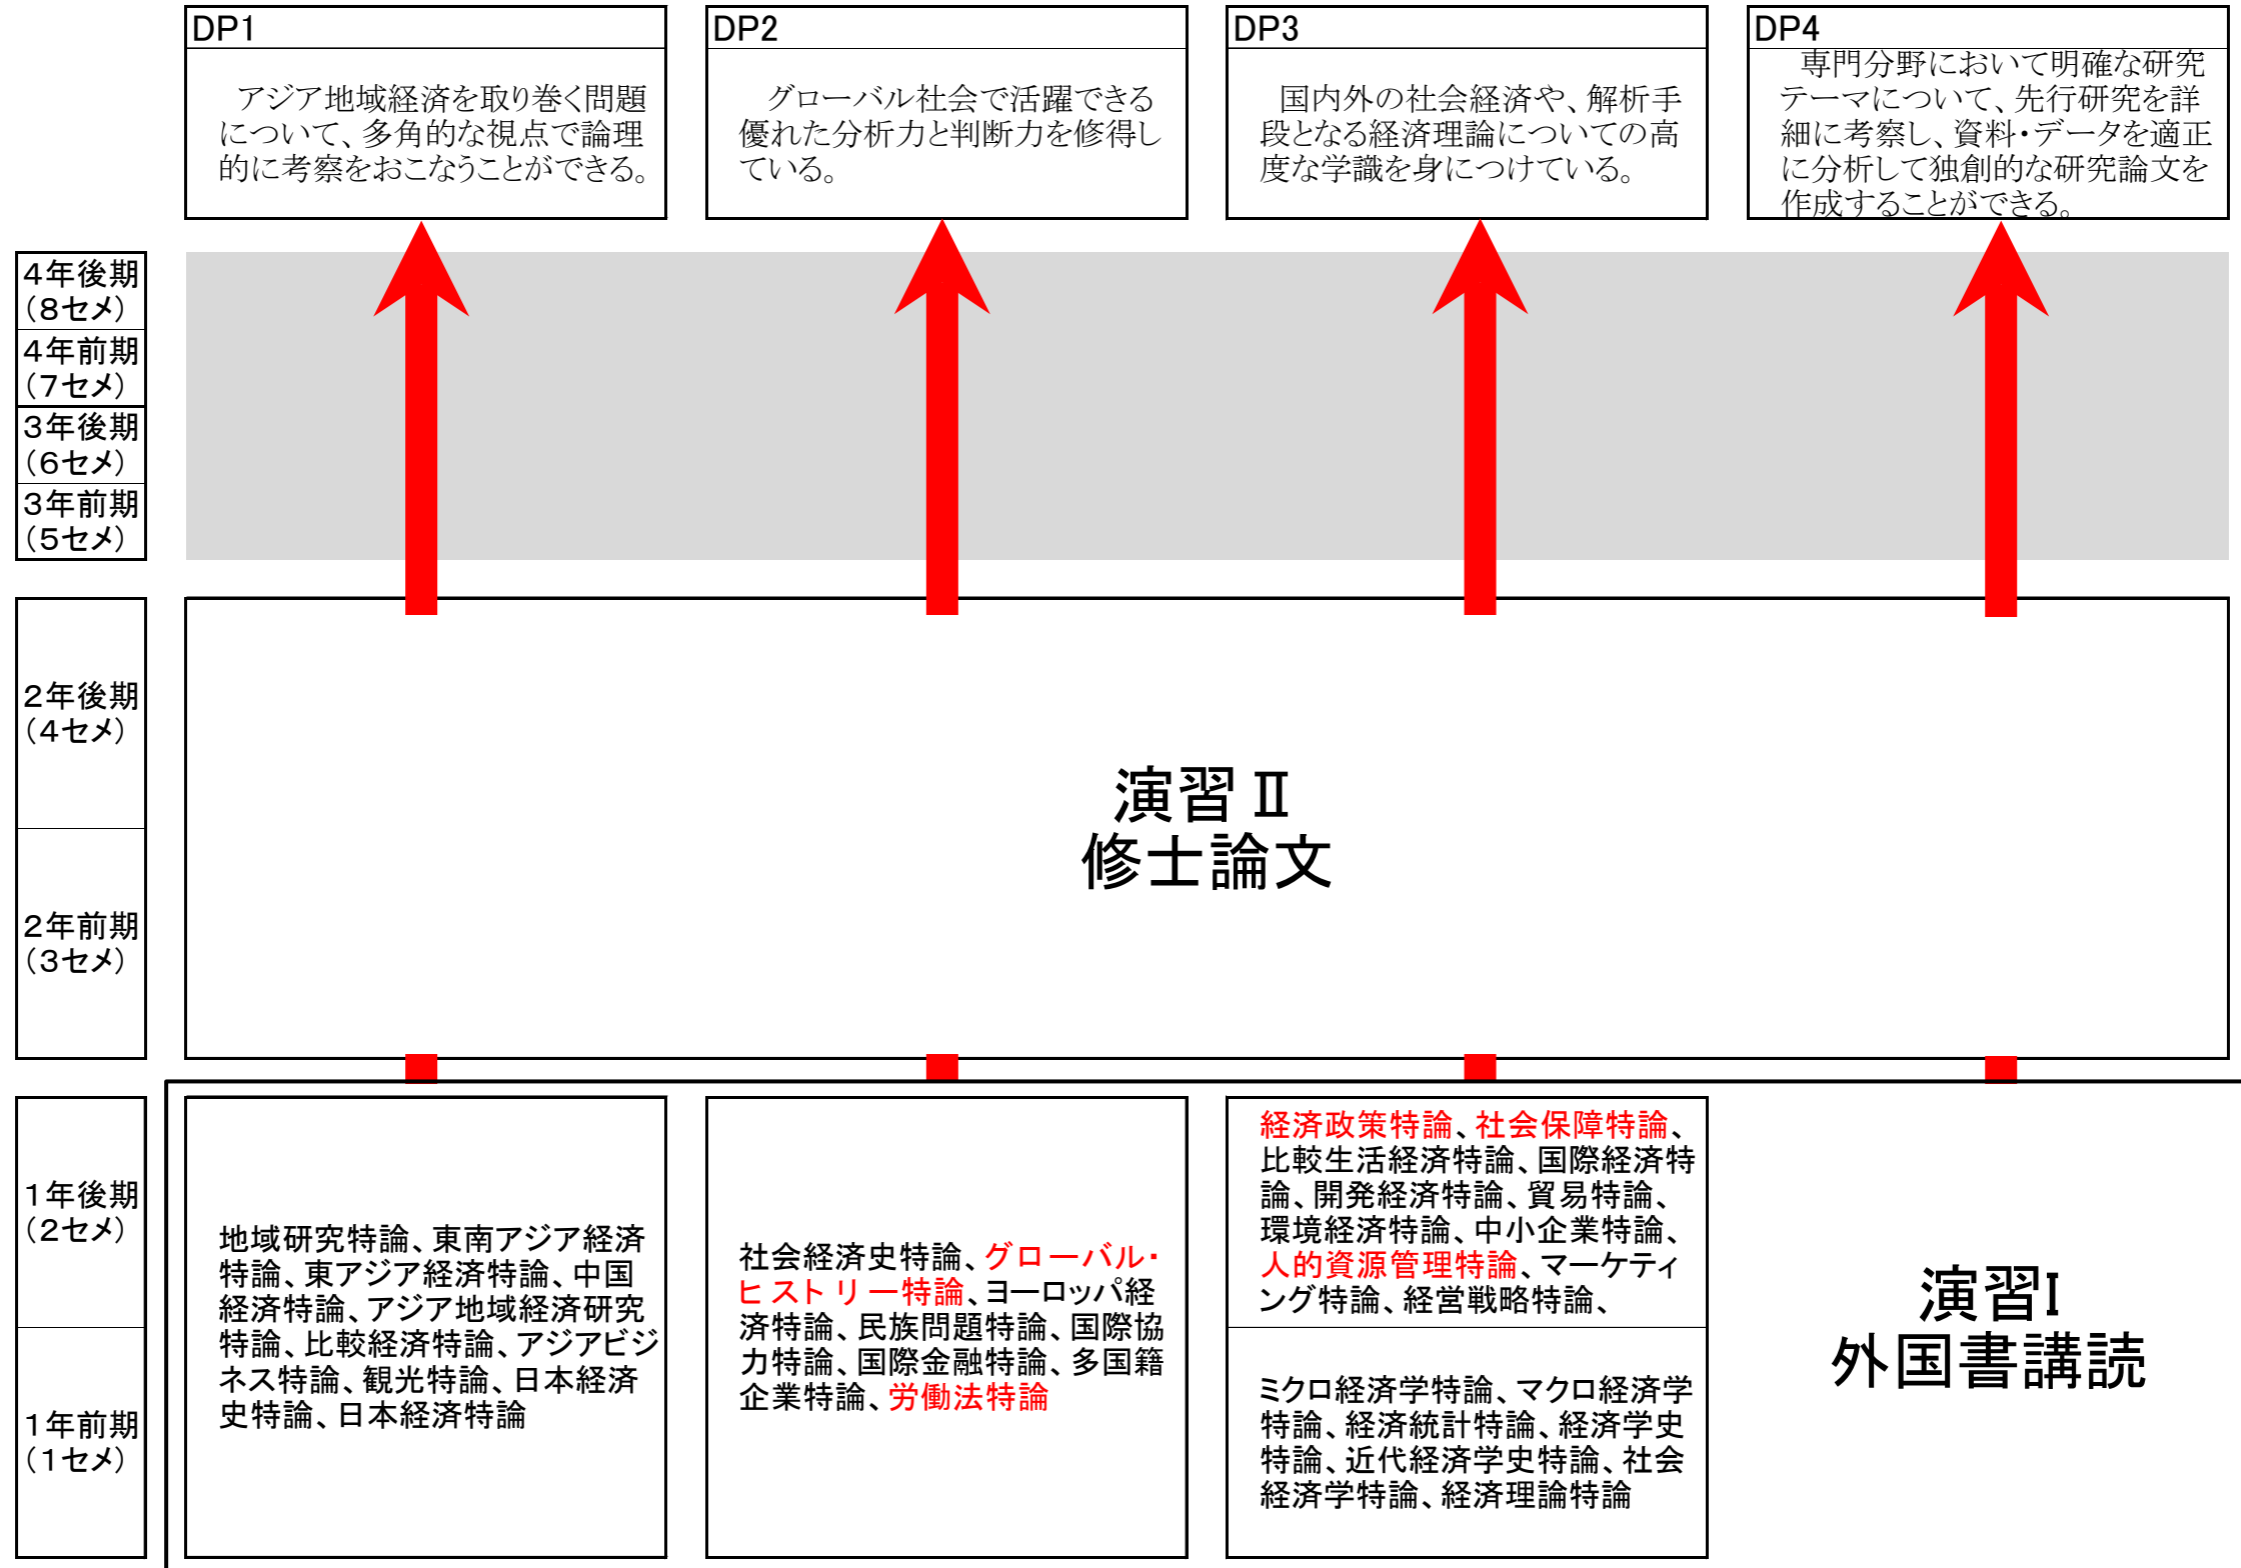 DP1
アジア地域経済を取り巻く問題
について、多角的な視点で論理
的に考察をおこなうことができる。
DP2
グローバル社会で活躍できる
優れた分析力と判断力を修得し
ている。
DP3
国内外の社会経済や、解析手
段となる経済理論についての高
度な学識を身につけている。
DP4
専門分野において明確な研究
テーマについて、先行研究を詳
細に考察し、資料・データを適正
に分析して独創的な研究論文を
作成することができる。
4年後期
(8セメ)
4年前期
(7セメ)
3年後期
(6セメ)
3年前期
(5セメ)
2年後期
(4セメ)
2年前期
(3セメ)
演習Ⅱ
修士論文
1年後期
(2セメ)
1年前期
(1セメ)
地域研究特論、東南アジア経済
特論、東アジア経済特論、中国
経済特論、アジア地域経済研究
特論、比較経済特論、アジアビジ
ネス特論、観光特論、日本経済
史特論、日本経済特論
社会経済史特論、グローバル・
ヒストリー特論、ヨーロッパ経
済特論、民族問題特論、国際協
力特論、国際金融特論、多国籍
企業特論、労働法特論
経済政策特論、社会保障特論、
比較生活経済特論、国際経済特
論、開発経済特論、貿易特論、
環境経済特論、中小企業特論、
人的資源管理特論、マーケティ
ング特論、経営戦略特論、
ミクロ経済学特論、マクロ経済学
特論、経済統計特論、経済学史
特論、近代経済学史特論、社会
経済学特論、経済理論特論
演習Ⅰ
外国書講読